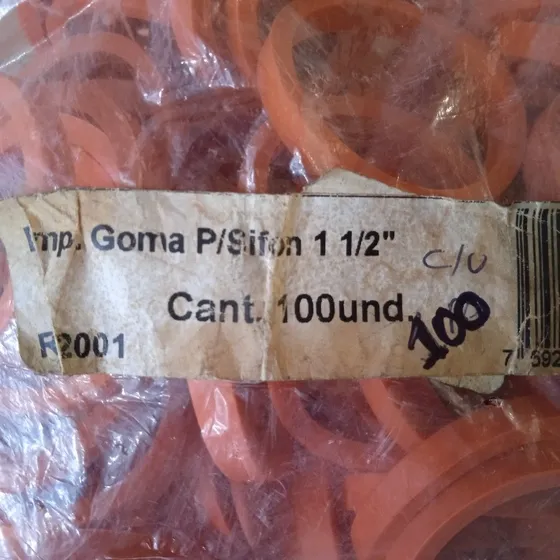 Imp. Goma P/Sifon 1 1/2"
C/U
Cant. 100und.
100
R2001
7 592